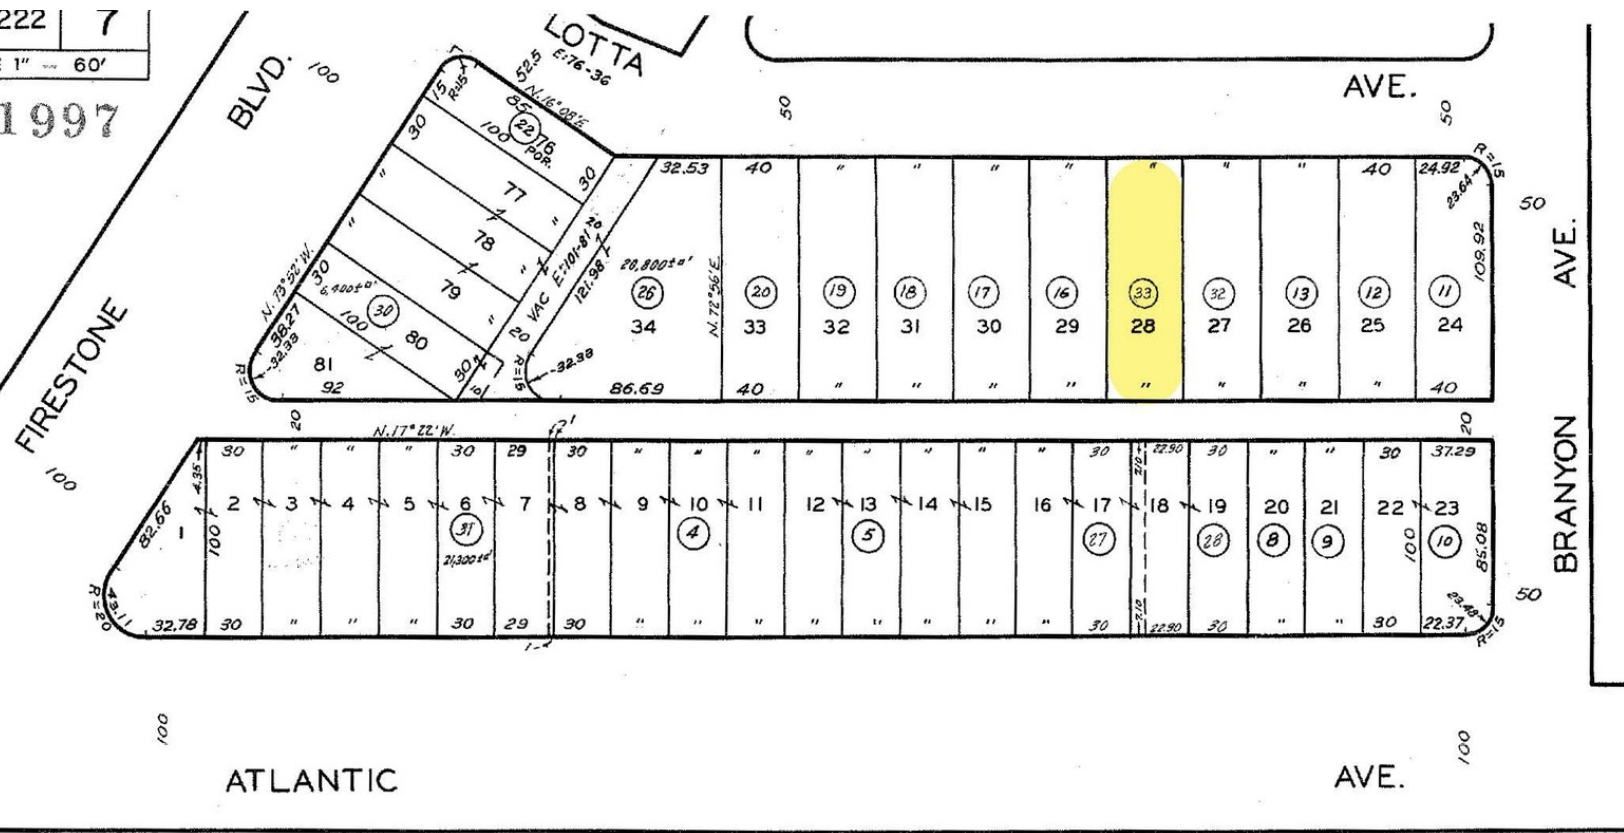 222 7
1" - 60'
1997
BLVD.
100
LOTTA
E:76-36
52.5
N.16°08'E
AVE.
50
50
15
R=15'
85
22
100
76
POR.
30
30
77
"
"
78
"
"
79
"
N. 73°52'W.
30
6,400±□'
30
100
80
38.27
32.33
R=15
81
92
30
20
VAC
E:101-81
20
121.98
R=15
32.38
32.53 40 " " " " " " " .40 24.92
R=15
23.64
50
20,800±□'
26 20 19 18 17 16 33 32 13 12 11
34 33 32 31 30 29 28 27 26 25 24
N.72°56'E.
109.92
AVE.
86.69 40 " " " " " " " " 40
FIRESTONE
100
20
N.17°22'W.
1
20
BRANYON
4.35
30 " " " 30 29 30 " " " " " " " " 30 2.10 22.90 30 " " 30 37.29
1 2 3 4 5 6 7 8 9 10 11 12 13 14 15 16 17 18 19 20 21 22 23
82.66
100
31 4 5 27 28 8 9 100 10
21,300±□'
85.08
50
R=20
43.11
32.78 30 " " " 30 29 30 " " " " " " " " 30 2.10 22.90 30 " " 30 22.37
23.48
R=15
1
100
100
ATLANTIC AVE.